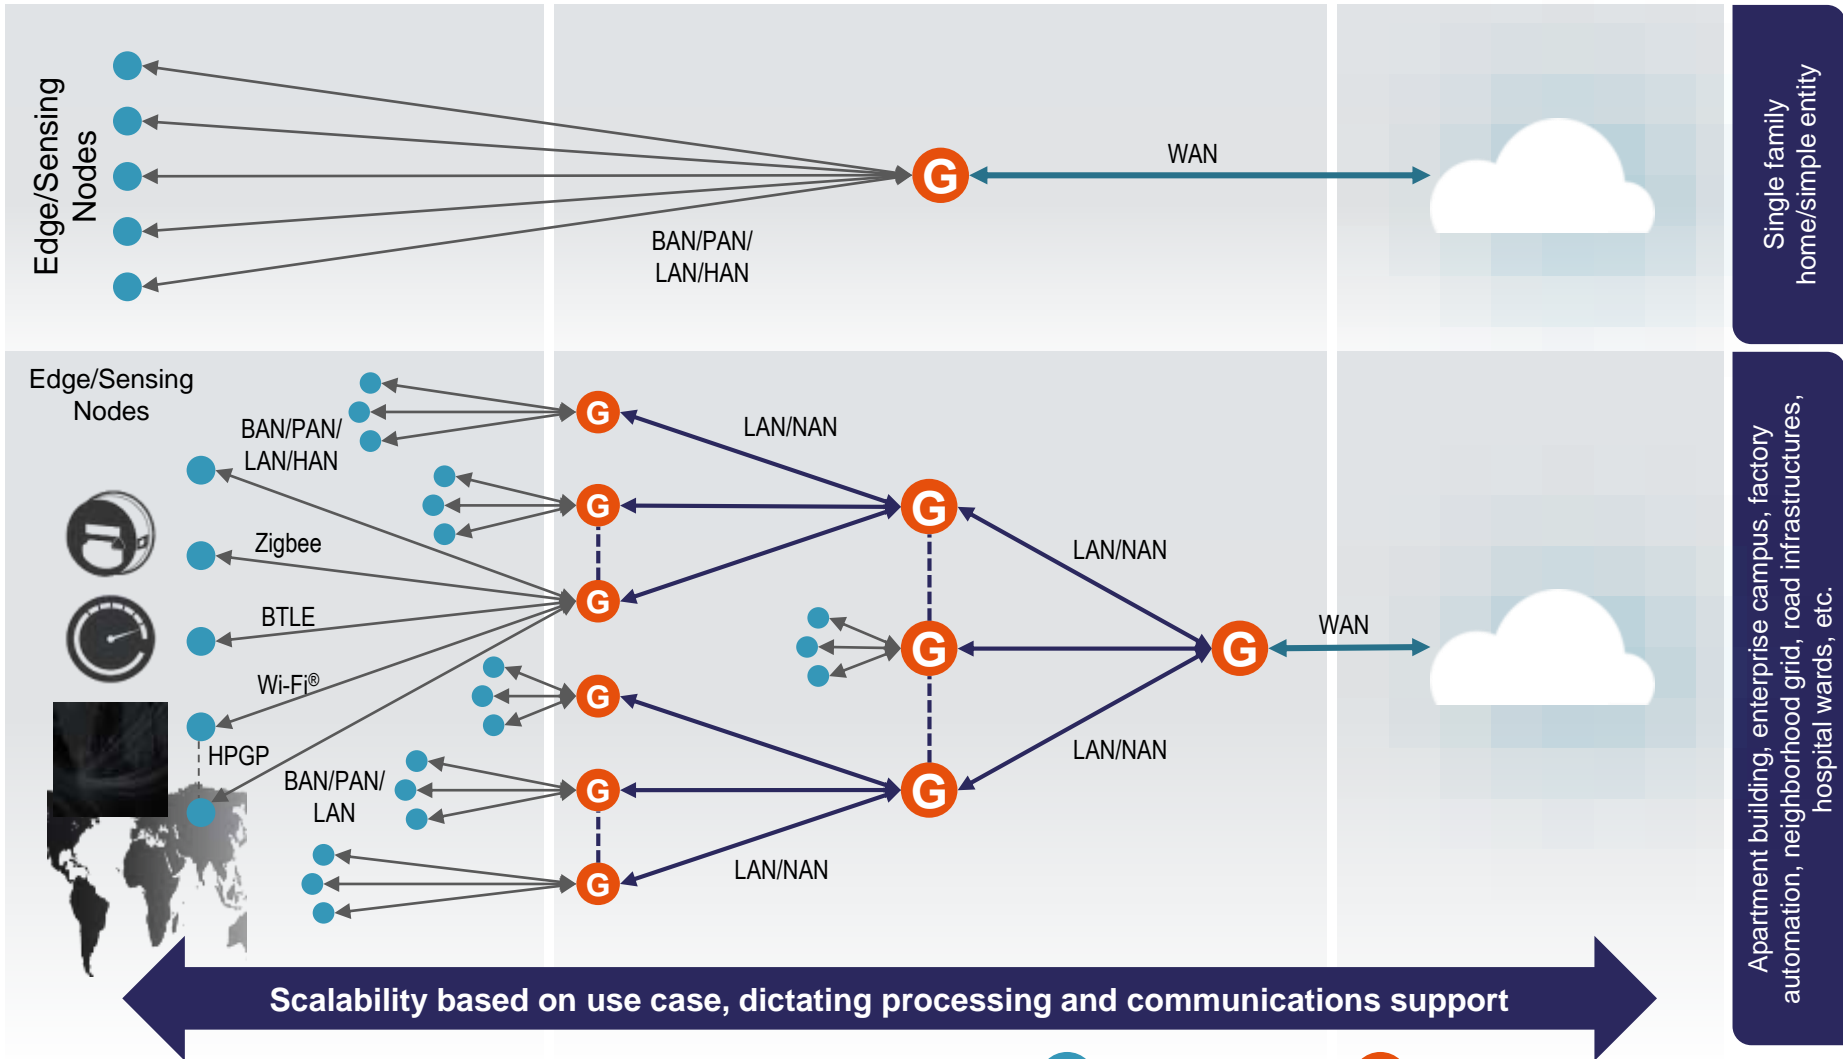 Edge/Sensing
Nodes
G
WAN
BAN/PAN/
LAN/HAN
Single family
home/simple entity
Edge/Sensing
Nodes
BAN/PAN/
LAN/HAN
G
LAN/NAN
G
G
Zigbee
LAN/NAN
G
BTLE
G
G
WAN
Wi-Fi®
G
HPGP
LAN/NAN
BAN/PAN/
LAN
G
G
LAN/NAN
G
Apartment building, enterprise campus, factory
automation, neighborhood grid, road infrastructures,
hospital wards, etc.
Scalability based on use case, dictating processing and communications support